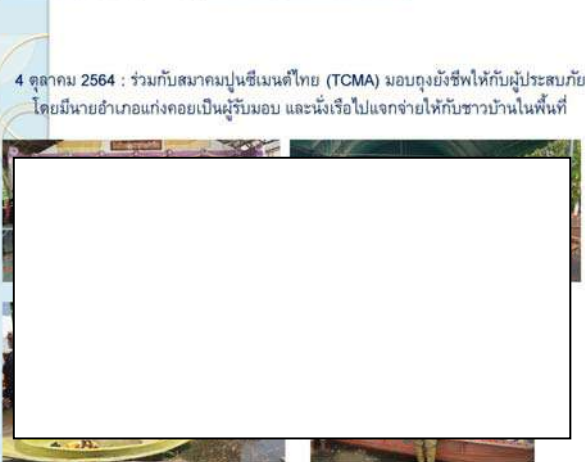 4 ตุลาคม 2564 : ร่วมกับสมาคมปูนซีเมนต์ไทย (TCMA) มอบถุงยังชีพให้กับผู้ประสบภัย
โดยมีนายอำเภอแก่งคอยเป็นผู้รับมอบ และนั่งเรือไปแจกจ่ายให้กับชาวบ้านในพื้นที่